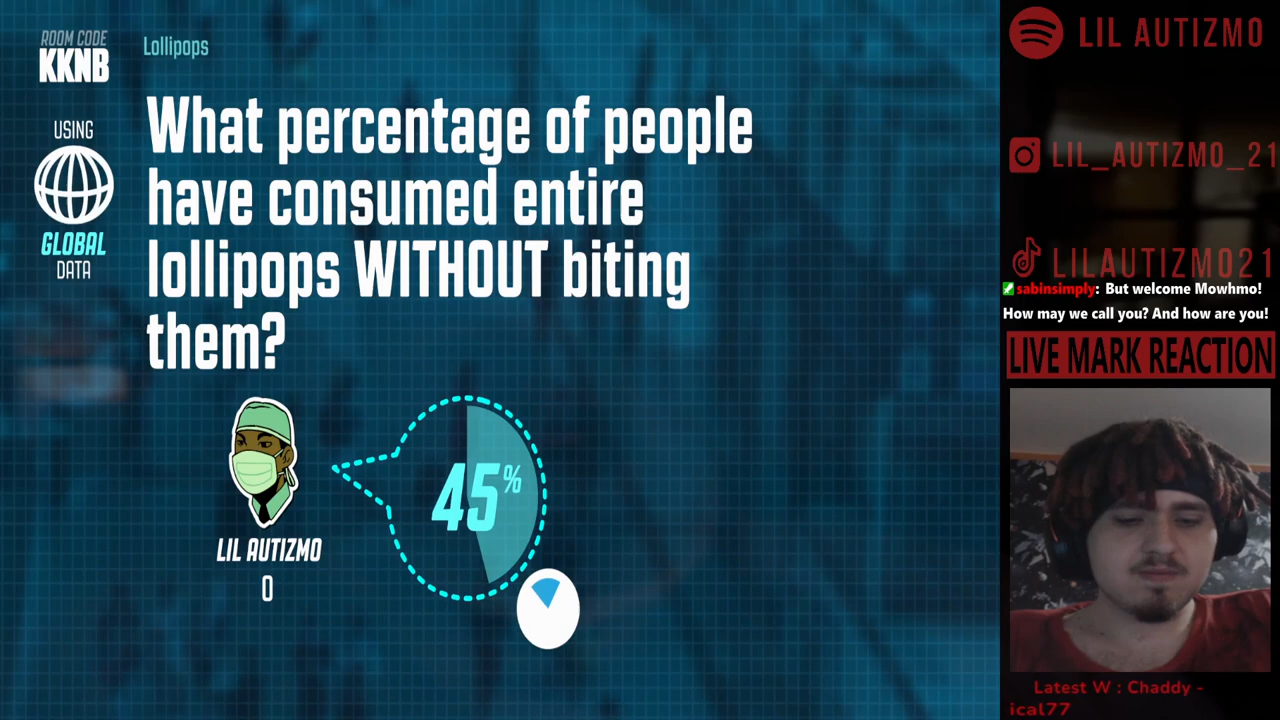 ROOM CODE
KKNB
Lollipops
USING
GLOBAL
DATA
What percentage of people
have consumed entire
lollipops WITHOUT biting
them?
45%
LIL AUTIZMO
0
LIL AUTIZMO
LIL_AUTIZMO_21
LILAUTIZMO21
sabinsimply: But welcome Mowhmo!
How may we call you? And how are you!
LIVE MARK REACTION
Latest W : Chaddy -
ical77